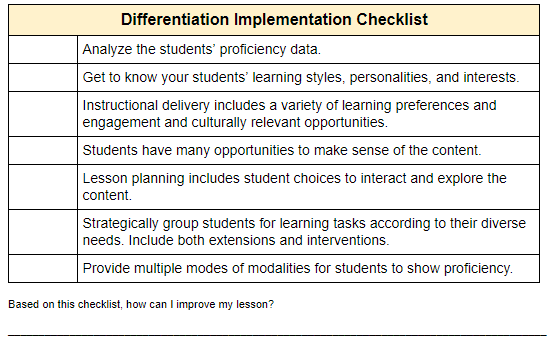 Differentiation Implementation Checklist
Analyze the students’ proficiency data.
Get to know your students’ learning styles, personalities, and interests.
Instructional delivery includes a variety of learning preferences and
engagement and culturally relevant opportunities.
Students have many opportunities to make sense of the content.
Lesson planning includes student choices to interact and explore the
content.
Strategically group students for learning tasks according to their diverse
needs. Include both extensions and interventions.
Provide multiple modes of modalities for students to show proficiency.
Based on this checklist, how can I improve my lesson?